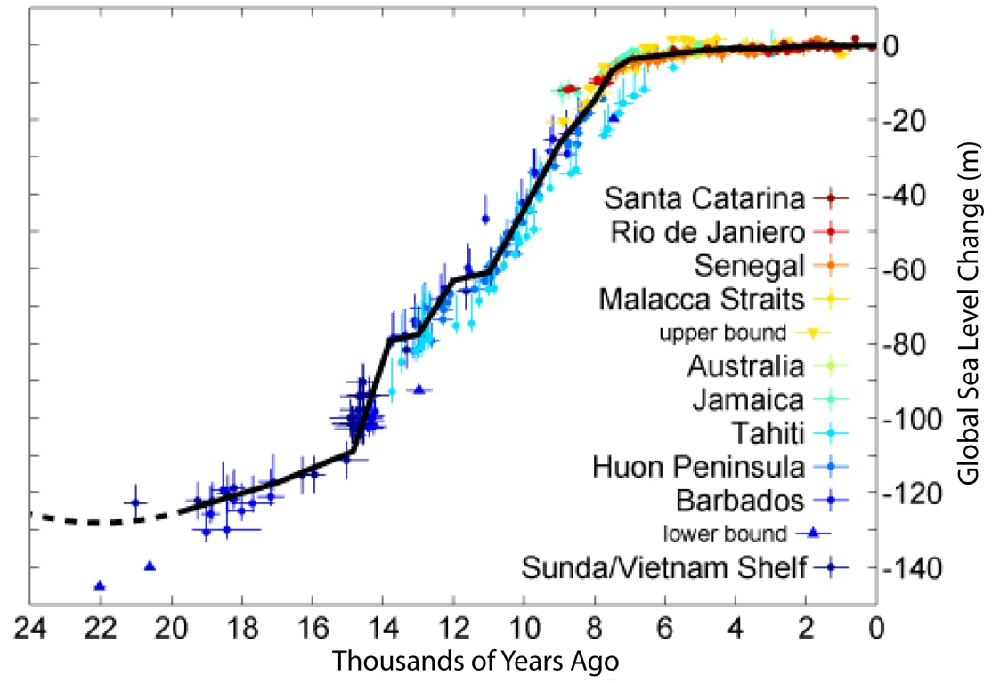 0
-20
-40
-60
-80
-100
-120
-140
Global Sea Level Change (m)
Santa Catarina
Rio de Janiero
Senegal
Malacca Straits
upper bound
Australia
Jamaica
Tahiti
Huon Peninsula
Barbados
lower bound
Sunda/Vietnam Shelf
24 22 20 18 16 14 12 10 8 6 4 2 0
Thousands of Years Ago